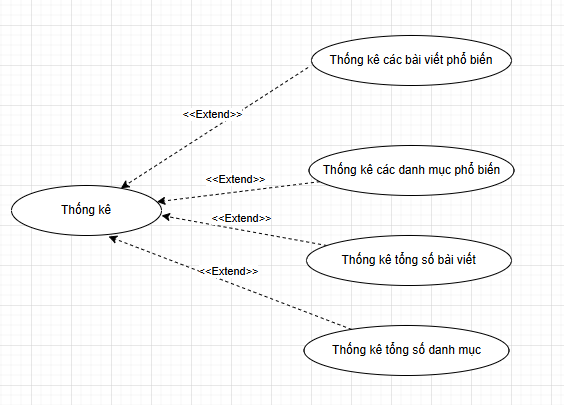 Thống kê các bài viết phổ biến
<<Extend>>
Thống kê các danh mục phổ biến
<<Extend>>
Thống kê
<<Extend>>
Thống kê tổng số bài viết
<<Extend>>
Thống kê tổng số danh mục